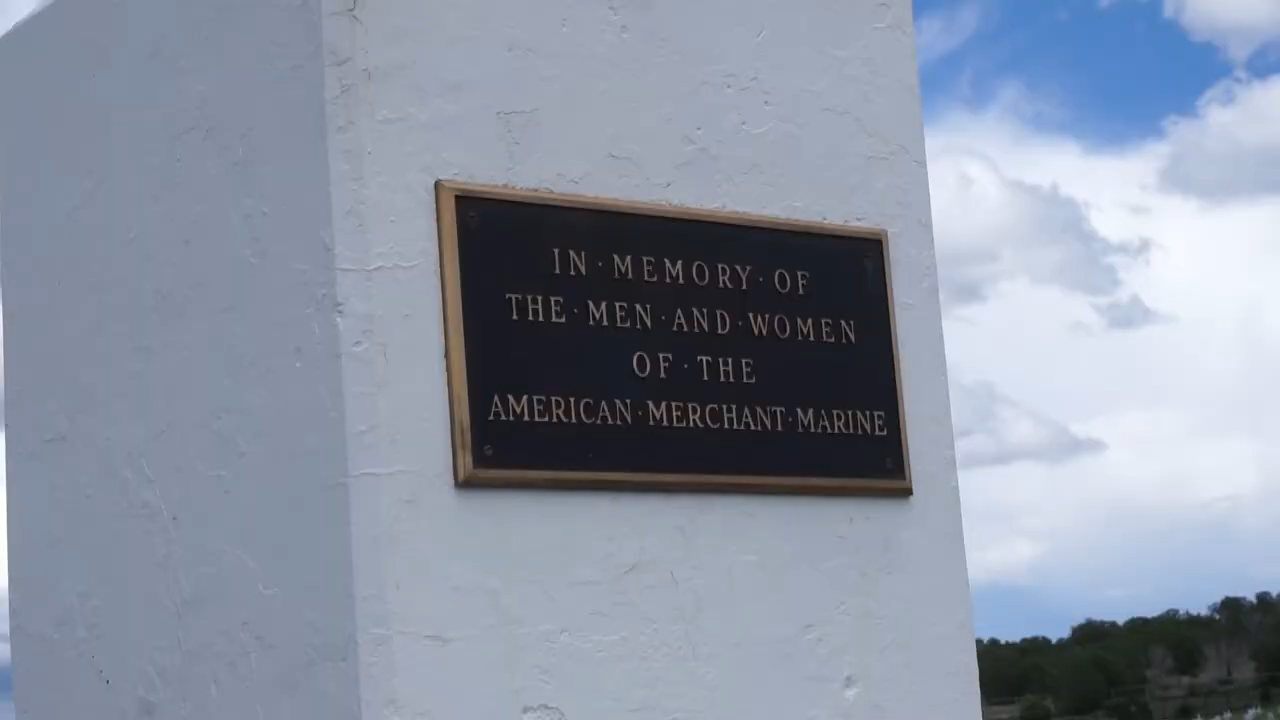 IN·MEMORY·OF
THE·MEN·AND·WOMEN
OF·THE
AMERICAN·MERCHANT·MARINE